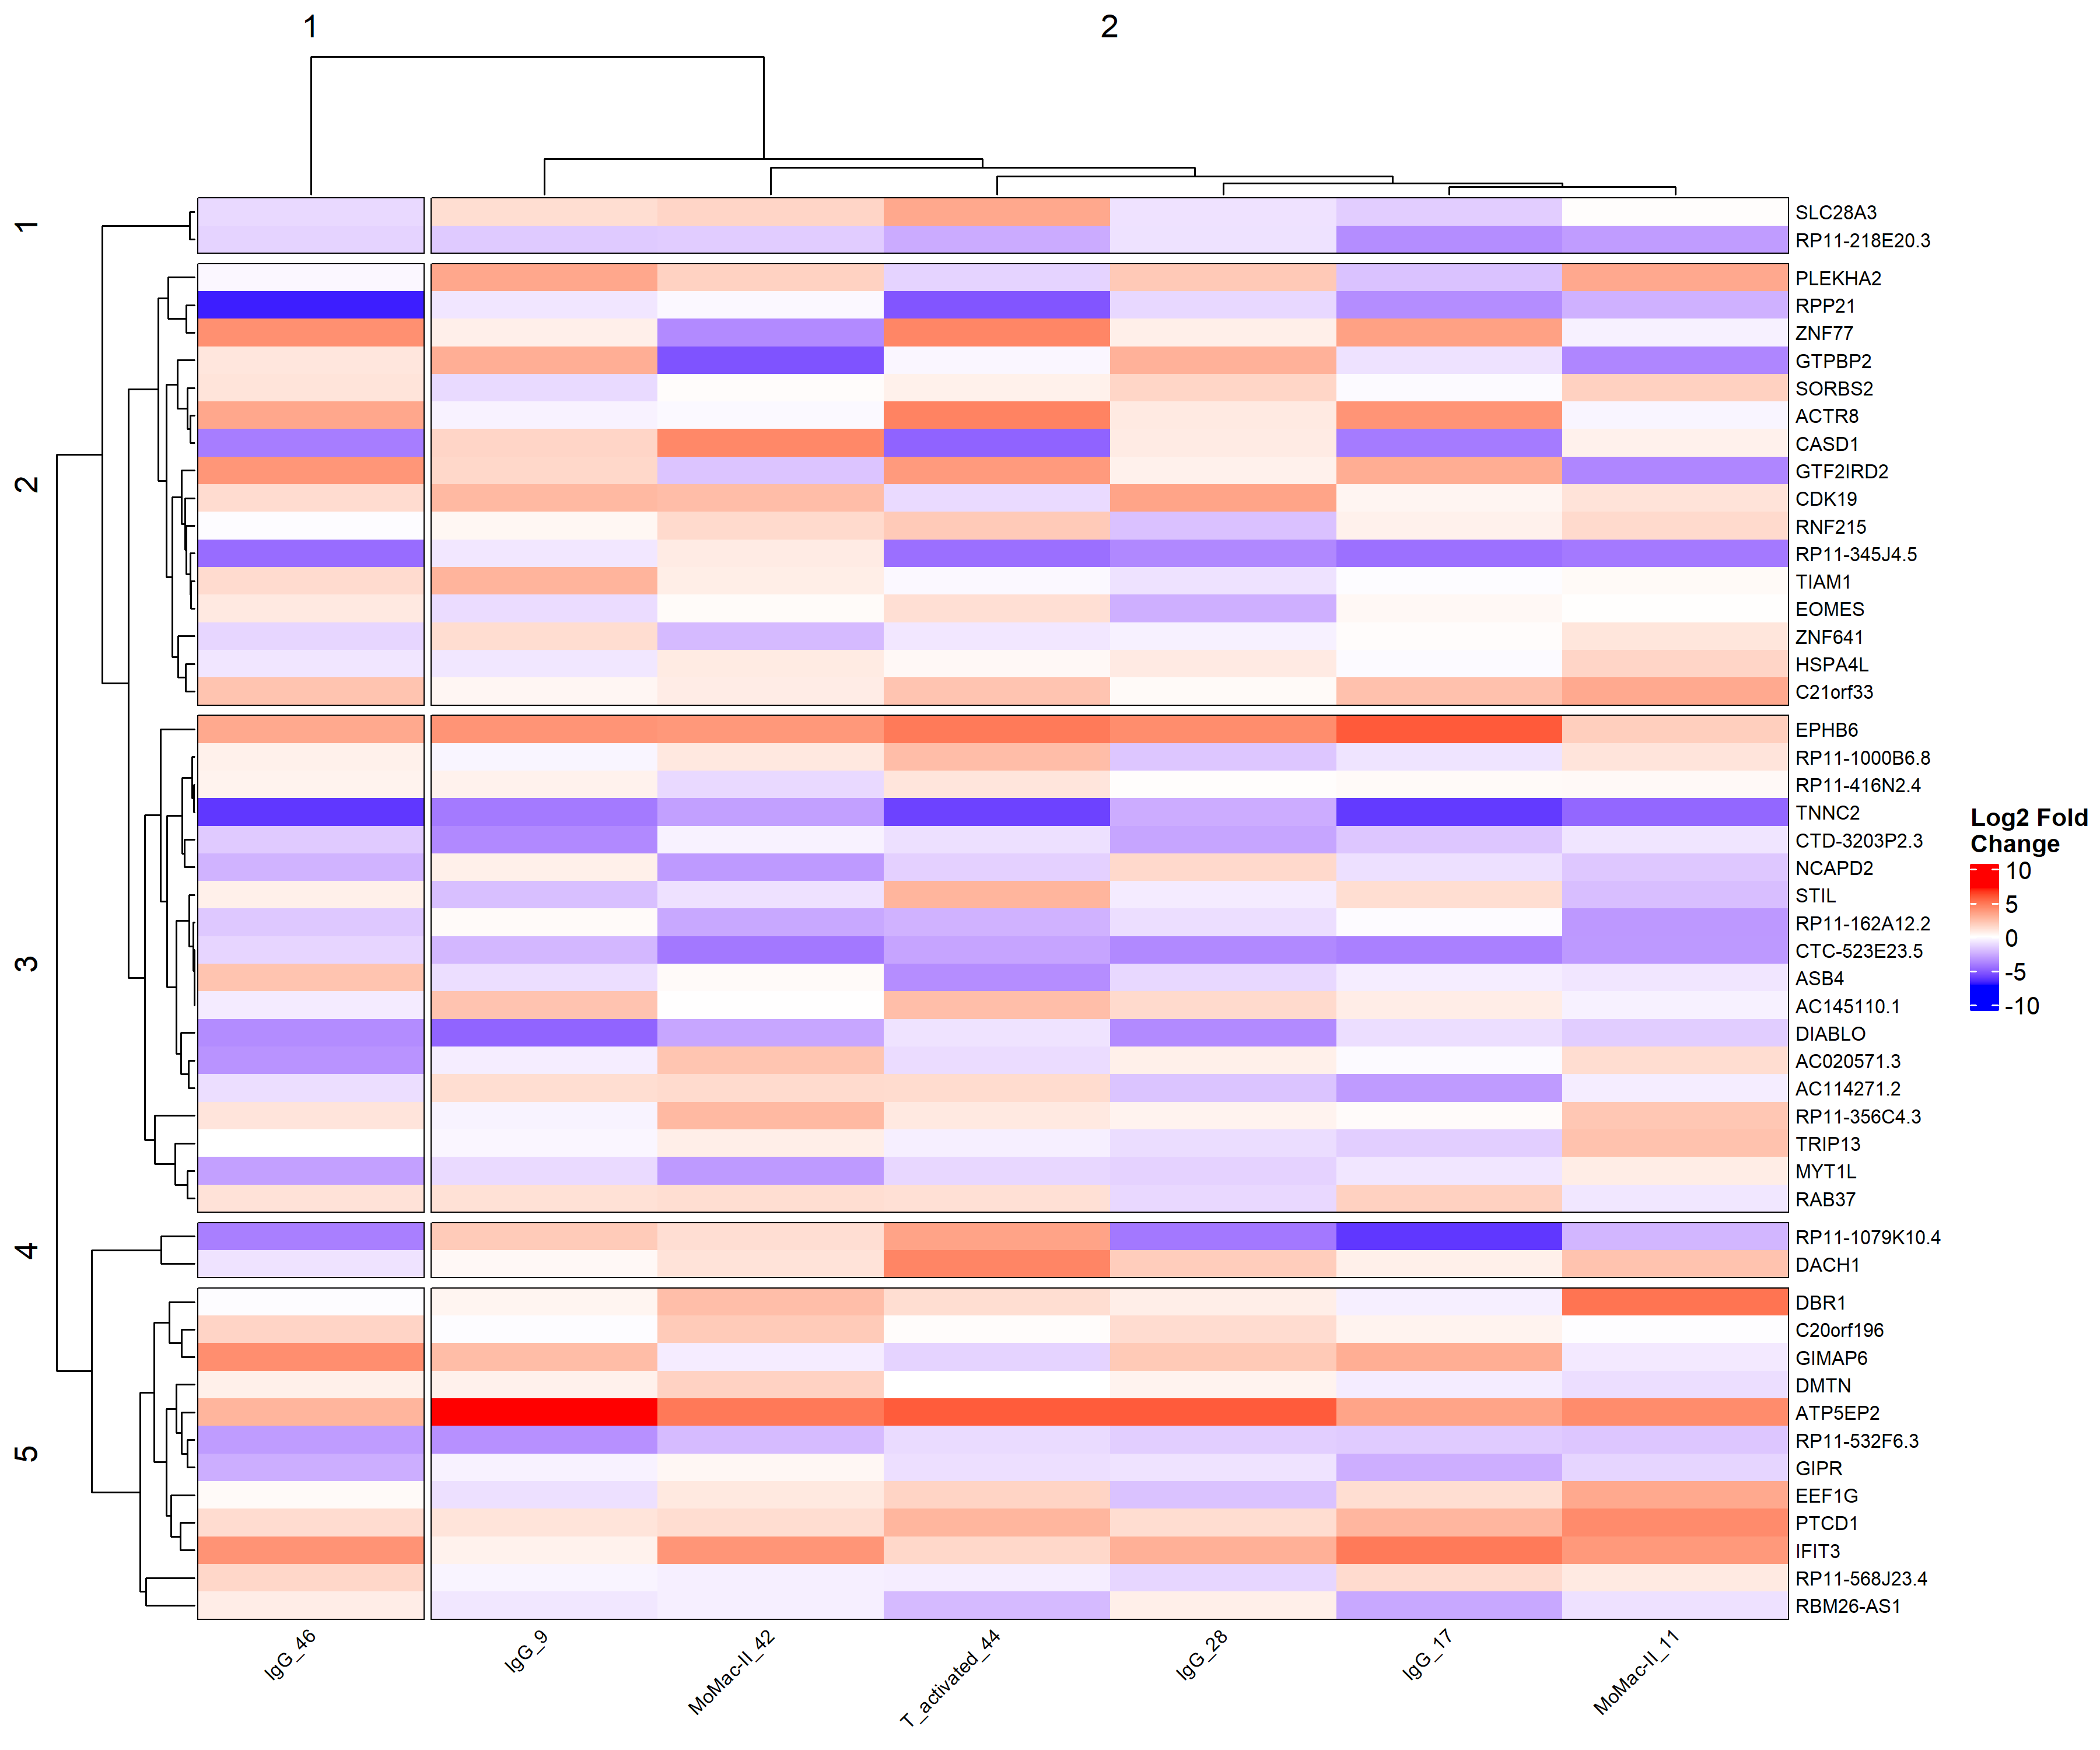 1
2
1
SLC28A3
RP11-218E20.3
2
PLEKHA2
RPP21
ZNF77
GTPBP2
SORBS2
ACTR8
CASD1
GTF2IRD2
CDK19
RNF215
RP11-345J4.5
TIAM1
EOMES
ZNF641
HSPA4L
C21orf33
3
EPHB6
RP11-1000B6.8
RP11-416N2.4
TNNC2
CTD-3203P2.3
NCAPD2
STIL
RP11-162A12.2
CTC-523E23.5
ASB4
AC145110.1
DIABLO
AC020571.3
AC114271.2
RP11-356C4.3
TRIP13
MYT1L
RAB37
4
RP11-1079K10.4
DACH1
5
DBR1
C20orf196
GIMAP6
DMTN
ATP5EP2
RP11-532F6.3
GIPR
EEF1G
PTCD1
IFIT3
RP11-568J23.4
RBM26-AS1
IgG_46
IgG_9
MoMac-II_42
T_activated_44
IgG_28
IgG_17
MoMac-II_11
Log2 Fold
Change
10
5
0
-5
-10